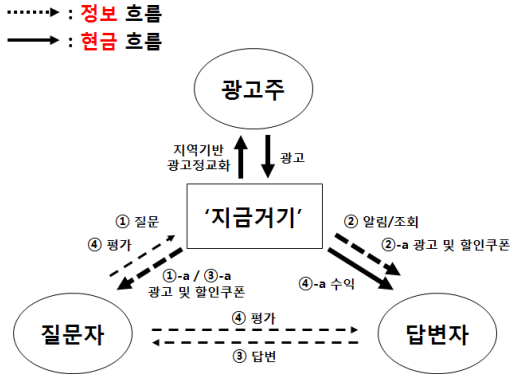 : 정보 흐름
: 현금 흐름
광고주
지역기반
광고정교화
광고
‘지금거기’
① 질문
④ 평가
② 알림/조회
②-a 광고 및 할인쿠폰
①-a / ③-a
광고 및 할인쿠폰
④-a 수익
질문자
④ 평가
③ 답변
답변자